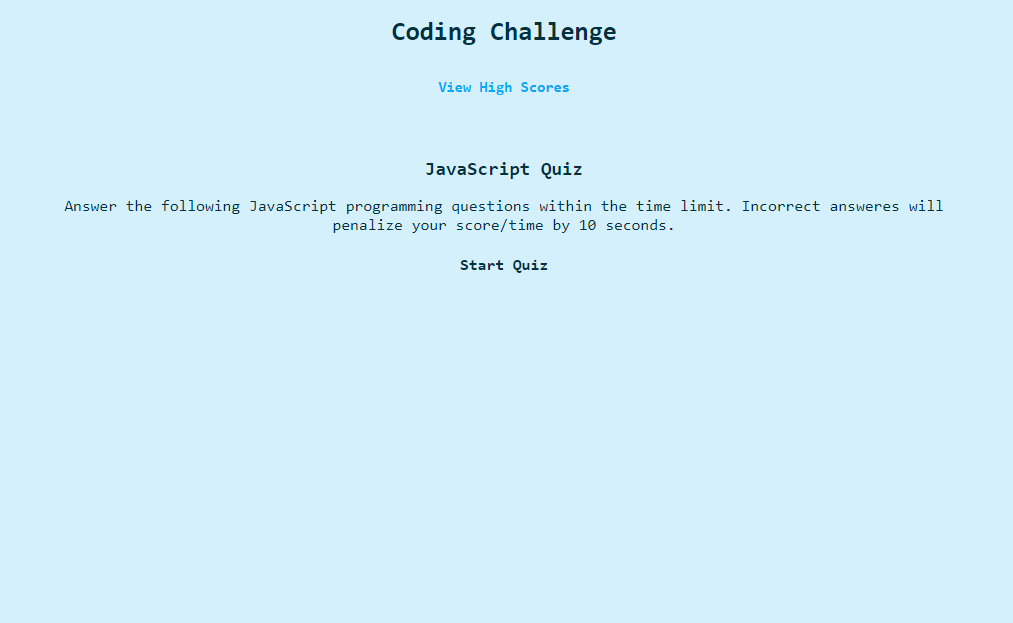 Coding Challenge
View High Scores
JavaScript Quiz
Answer the following JavaScript programming questions within the time limit. Incorrect answeres will
penalize your score/time by 10 seconds.
Start Quiz